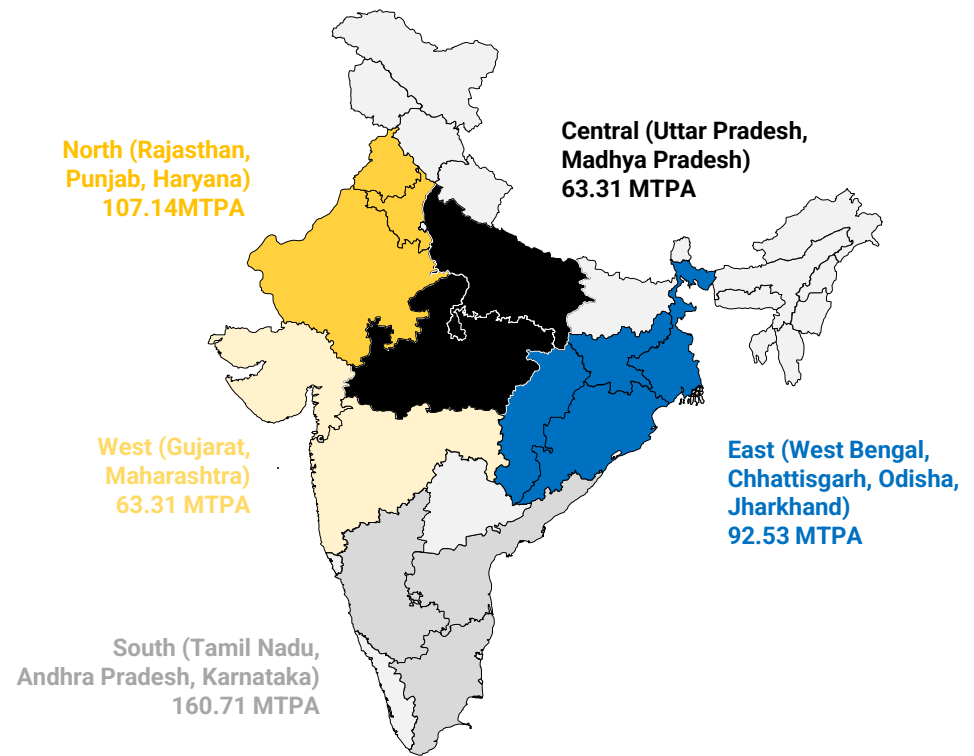 North (Rajasthan,
Punjab, Haryana)
107.14MTPA
Central (Uttar Pradesh,
Madhya Pradesh)
63.31 MTPA
West (Gujarat,
Maharashtra)
63.31 MTPA
East (West Bengal,
Chhattisgarh, Odisha,
Jharkhand)
92.53 MTPA
South (Tamil Nadu,
Andhra Pradesh, Karnataka)
160.71 MTPA